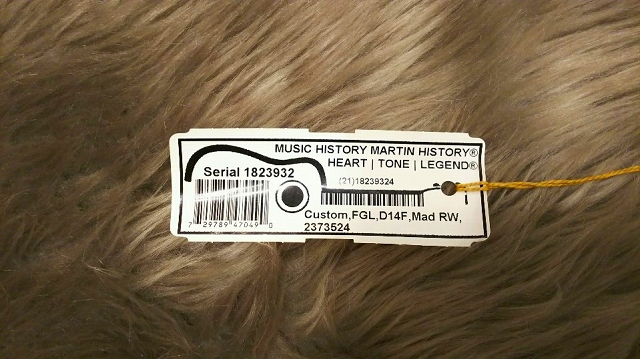 MUSIC HISTORY MARTIN HISTORY®
HEART | TONE | LEGEND®
Serial 1823932
(21)18239324
7 29789 47049 0
Custom,FGL,D14F,Mad RW,
2373524